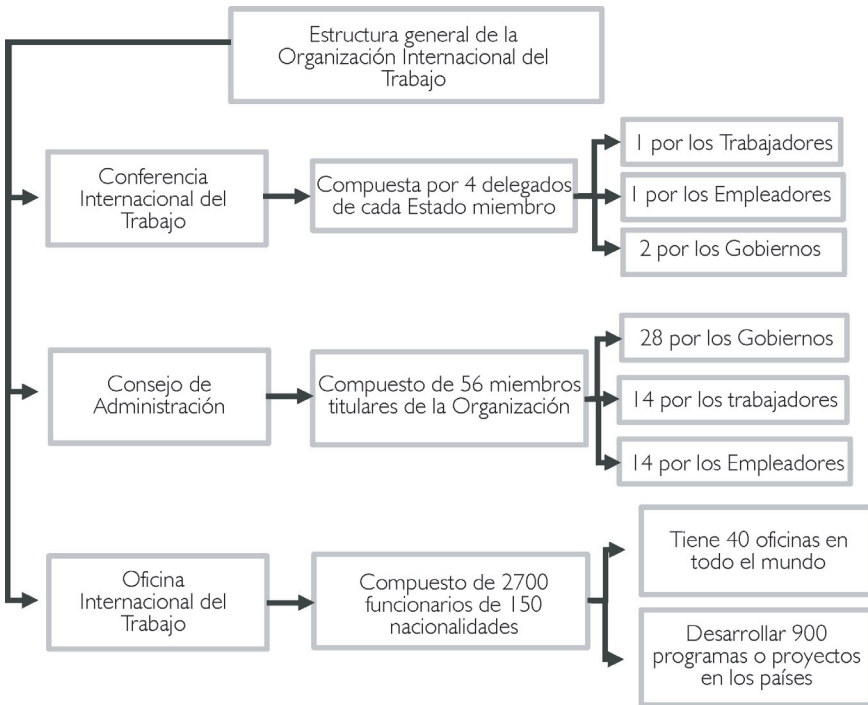 Estructura general de la
Organización Internacional del
Trabajo
Conferencia
Internacional del
Trabajo
Compuesta por 4 delegados
de cada Estado miembro
1 por los Trabajadores
1 por los Empleadores
2 por los Gobiernos
Consejo de
Administración
Compuesto de 56 miembros
titulares de la Organización
28 por los Gobiernos
14 por los trabajadores
14 por los Empleadores
Oficina
Internacional del
Trabajo
Compuesto de 2700
funcionarios de 150
nacionalidades
Tiene 40 oficinas en
todo el mundo
Desarrollar 900
programas o proyectos
en los países